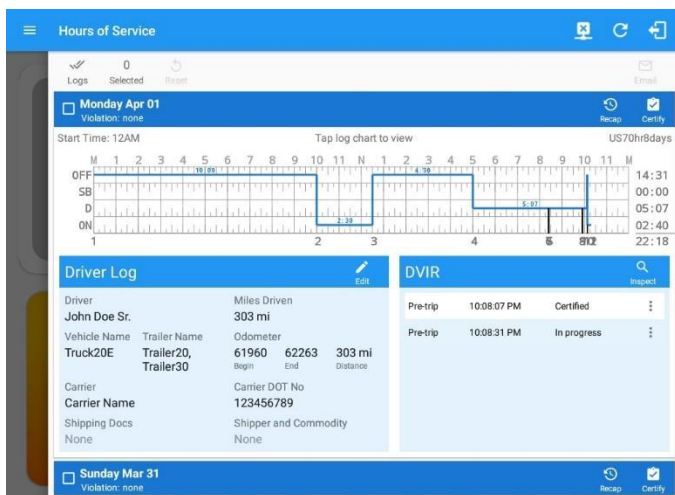 Hours of Service
Logs
0
Selected
Reset
Email
Monday Apr 01
Violation: none
Recap
Certify
Start Time: 12AM
Tap log chart to view
US70hr8days
M 1 2 3 4 5 6 7 8 9 10 11 N 1 2 3 4 5 6 7 8 9 10 11 M
OFF 14:31
SB 00:00
D 5:07 05:07
ON 2:30 02:40
1 2 3 4 22:18
Driver Log
Edit
Driver
John Doe Sr.
Miles Driven
303 mi
Vehicle Name
Truck20E
Trailer Name
Trailer20,
Trailer30
Odometer
61960 62263 303 mi
Begin End Distance
Carrier
Carrier Name
Carrier DOT No
123456789
Shipping Docs
None
Shipper and Commodity
None
DVIR
Inspect
Pre-trip 10:08:07 PM Certified
Pre-trip 10:08:31 PM In progress
Sunday Mar 31
Violation: none
Recap
Certify